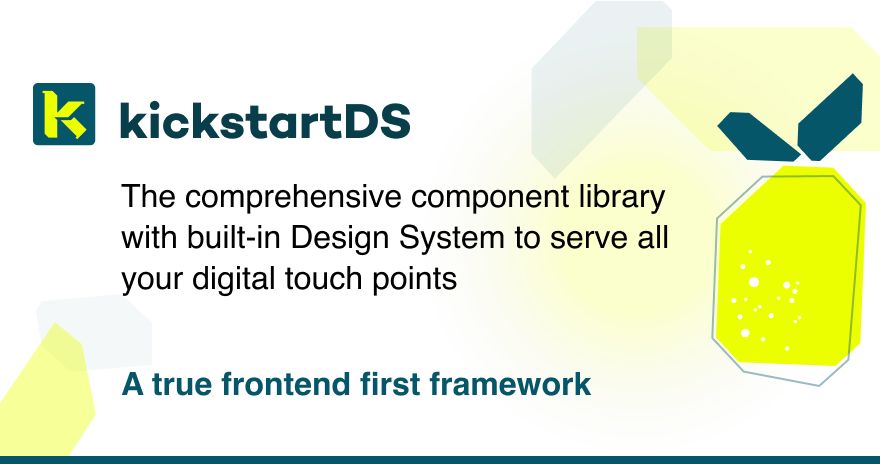 kickstartDS
The comprehensive component library
with built-in Design System to serve all
your digital touch points
A true frontend first framework